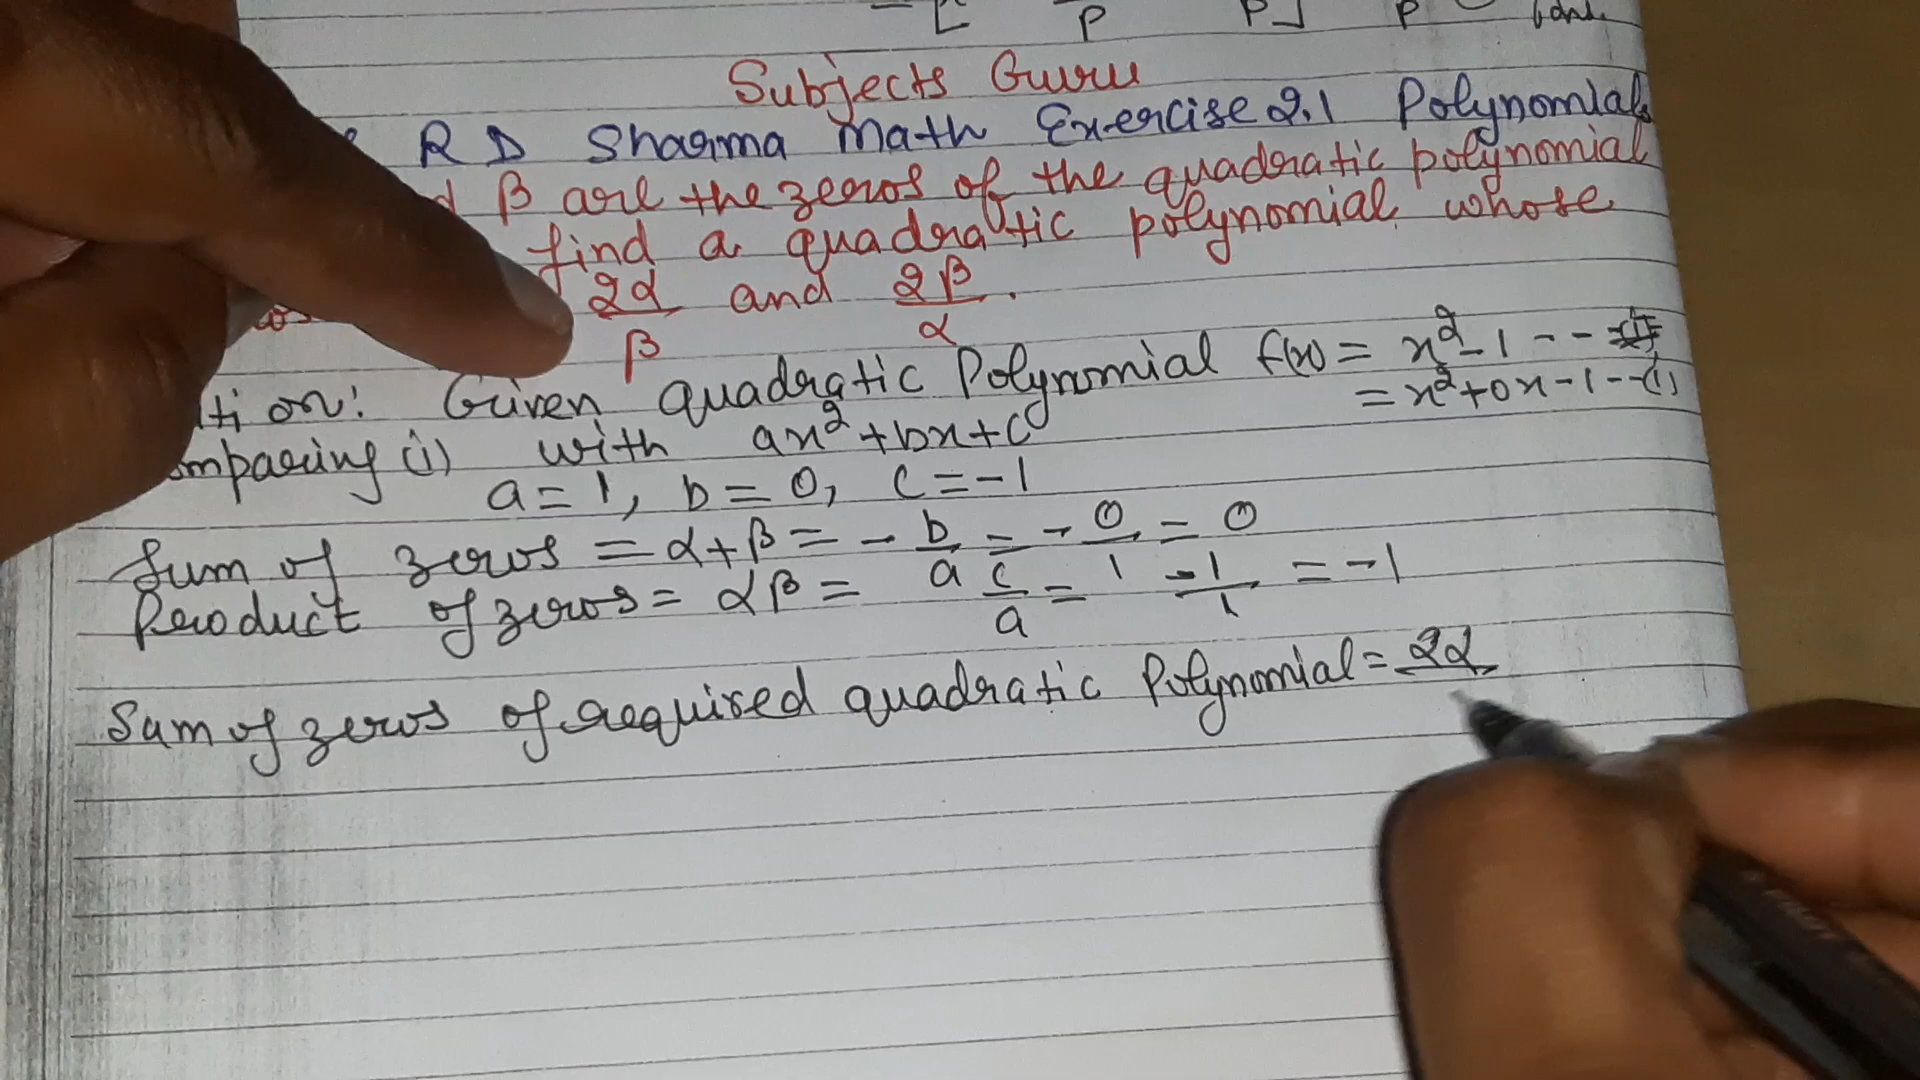 P P P
Subjects Guru
R D Sharma Math Exercise 2.1 Polynomials
β are the zeros of the quadratic polynomial
find a quadratic polynomial whose
2α/β and 2β/α.
tion: Given quadratic Polynomial f(x) = x²-1 --
= x²+0x-1--(1)
mparing (i) with ax²+bx+c
a=1, b=0, c=-1
Sum of zeros = α+β = -b/a = -0/1 = 0
Product of zeros = αβ = c/a = -1/1 = -1
Sum of zeros of required quadratic Polynomial = 2α